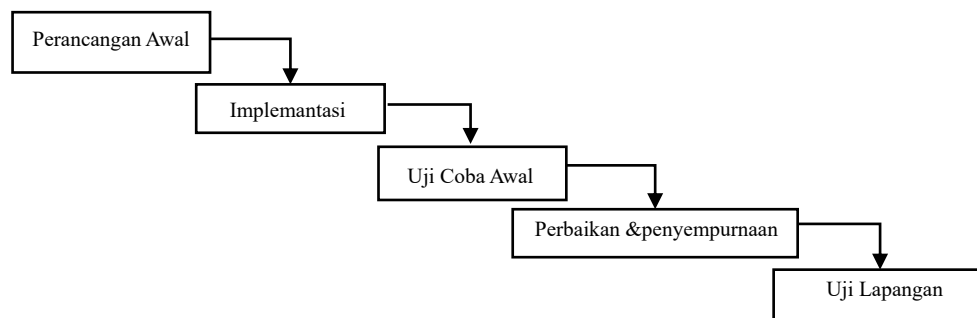 Perancangan Awal
Implemantasi
Uji Coba Awal
Perbaikan &penyempurnaan
Uji Lapangan